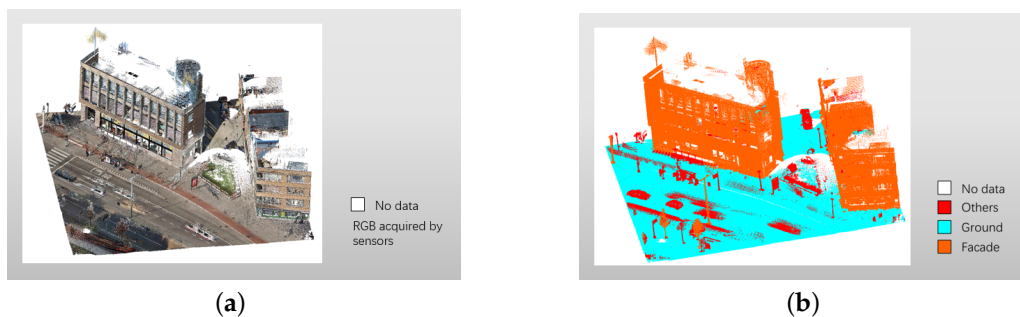 No data
RGB acquired by
sensors
No data
Others
Ground
Facade
(a)
(b)